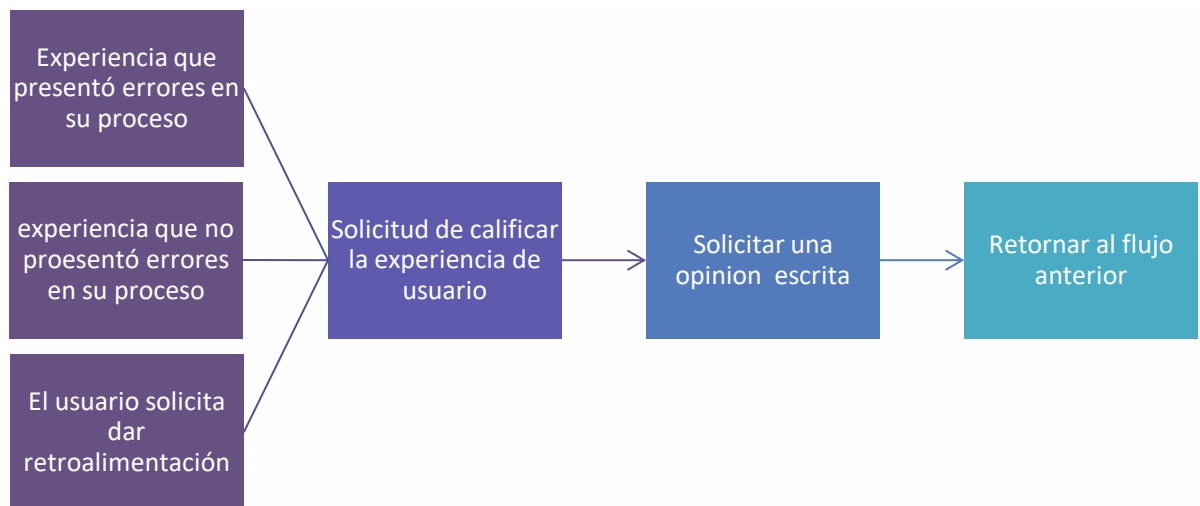 Experiencia que
presentó errores en
su proceso
experiencia que no
proesentó errores
en su proceso
El usuario solicita
dar
retroalimentación
Solicitud de calificar
la experiencia de
usuario
Solicitar una
opinion escrita
Retornar al flujo
anterior